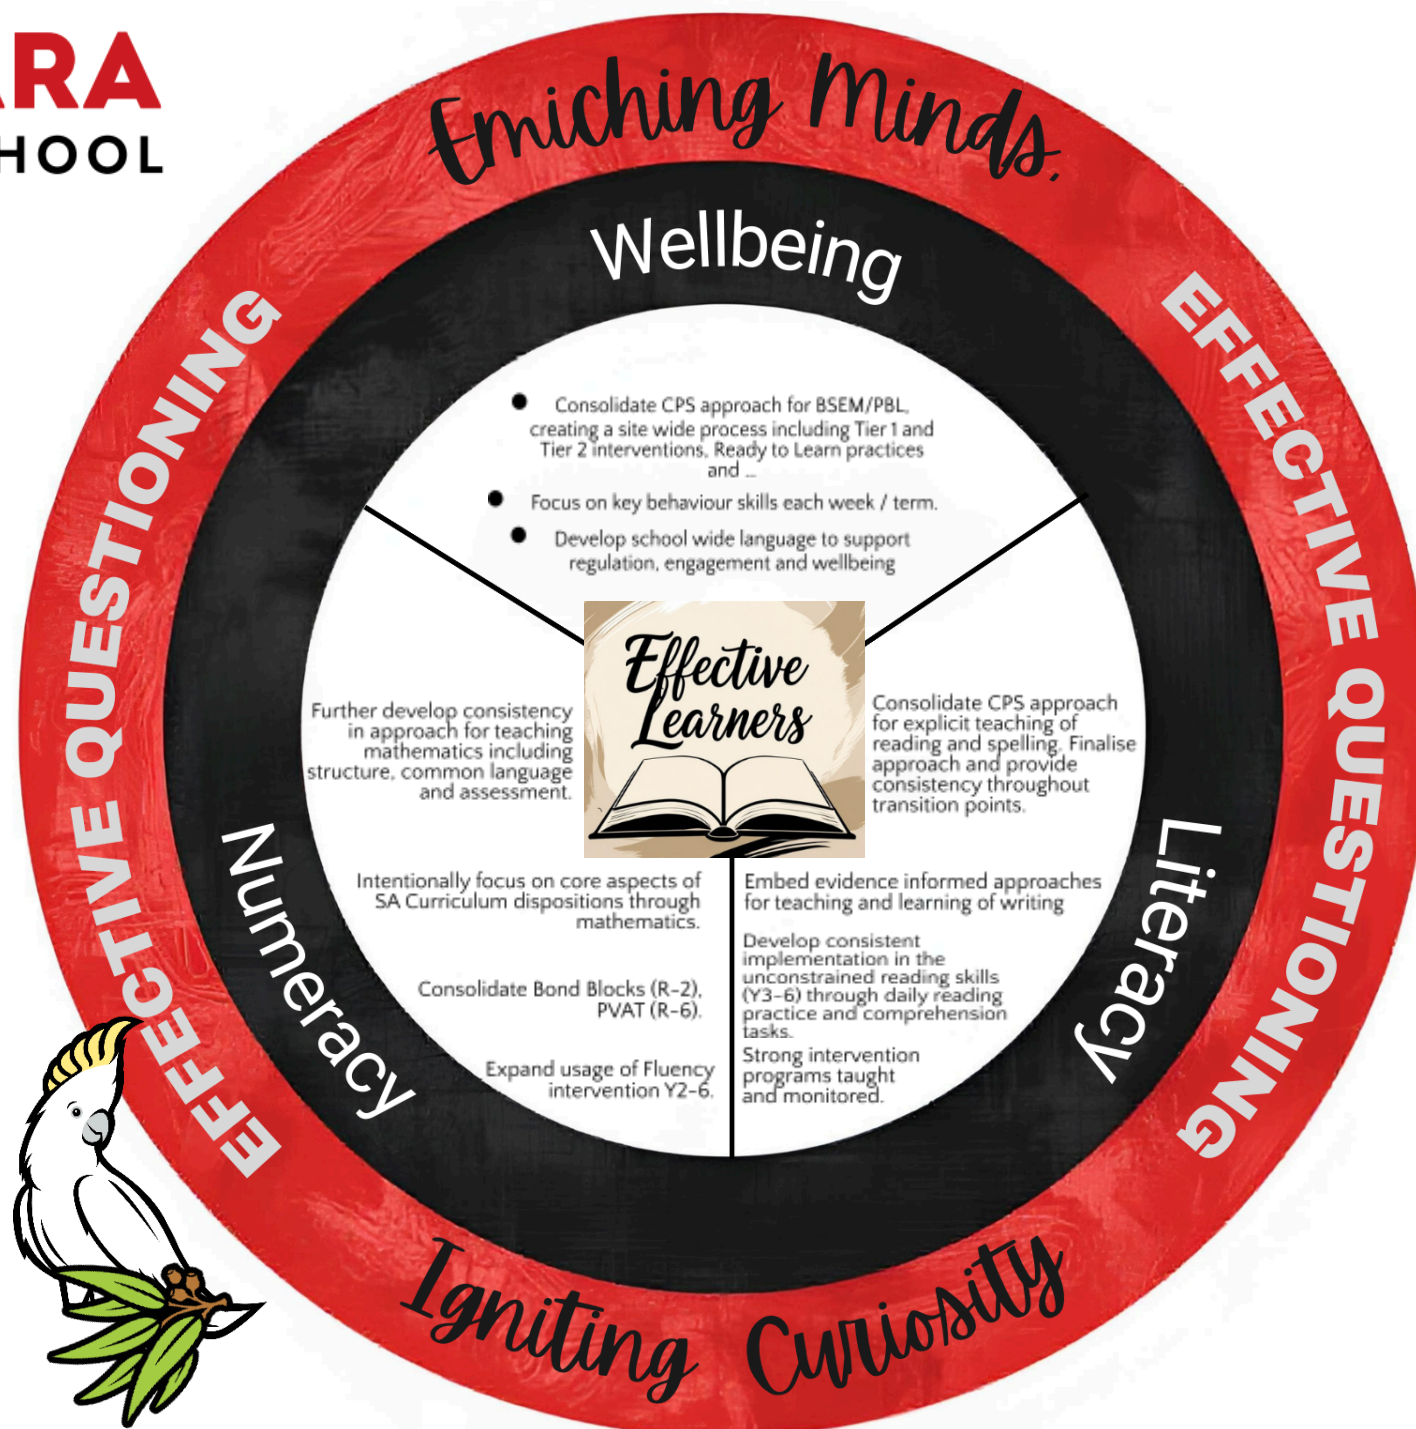 ARA
HOOL
Enriching Minds,
Wellbeing
EFFECTIVE QUESTIONING
EFFECTIVE QUESTIONING
Consolidate CPS approach for BSEM/PBL,
creating a site wide process including Tier 1 and
Tier 2 interventions, Ready to Learn practices
and ...
Focus on key behaviour skills each week / term.
Develop school wide language to support
regulation, engagement and wellbeing
Effective
Learners
Further develop consistency
in approach for teaching
mathematics including
structure, common language
and assessment.
Intentionally focus on core aspects of
SA Curriculum dispositions through
mathematics.
Consolidate Bond Blocks (R-2),
PVAT (R-6).
Expand usage of Fluency
intervention Y2-6.
Numeracy
Consolidate CPS approach
for explicit teaching of
reading and spelling. Finalise
approach and provide
consistency throughout
transition points.
Embed evidence informed approaches
for teaching and learning of writing
Develop consistent
implementation in the
unconstrained reading skills
(Y3-6) through daily reading
practice and comprehension
tasks.
Strong intervention
programs taught
and monitored.
Literacy
Igniting Curiosity